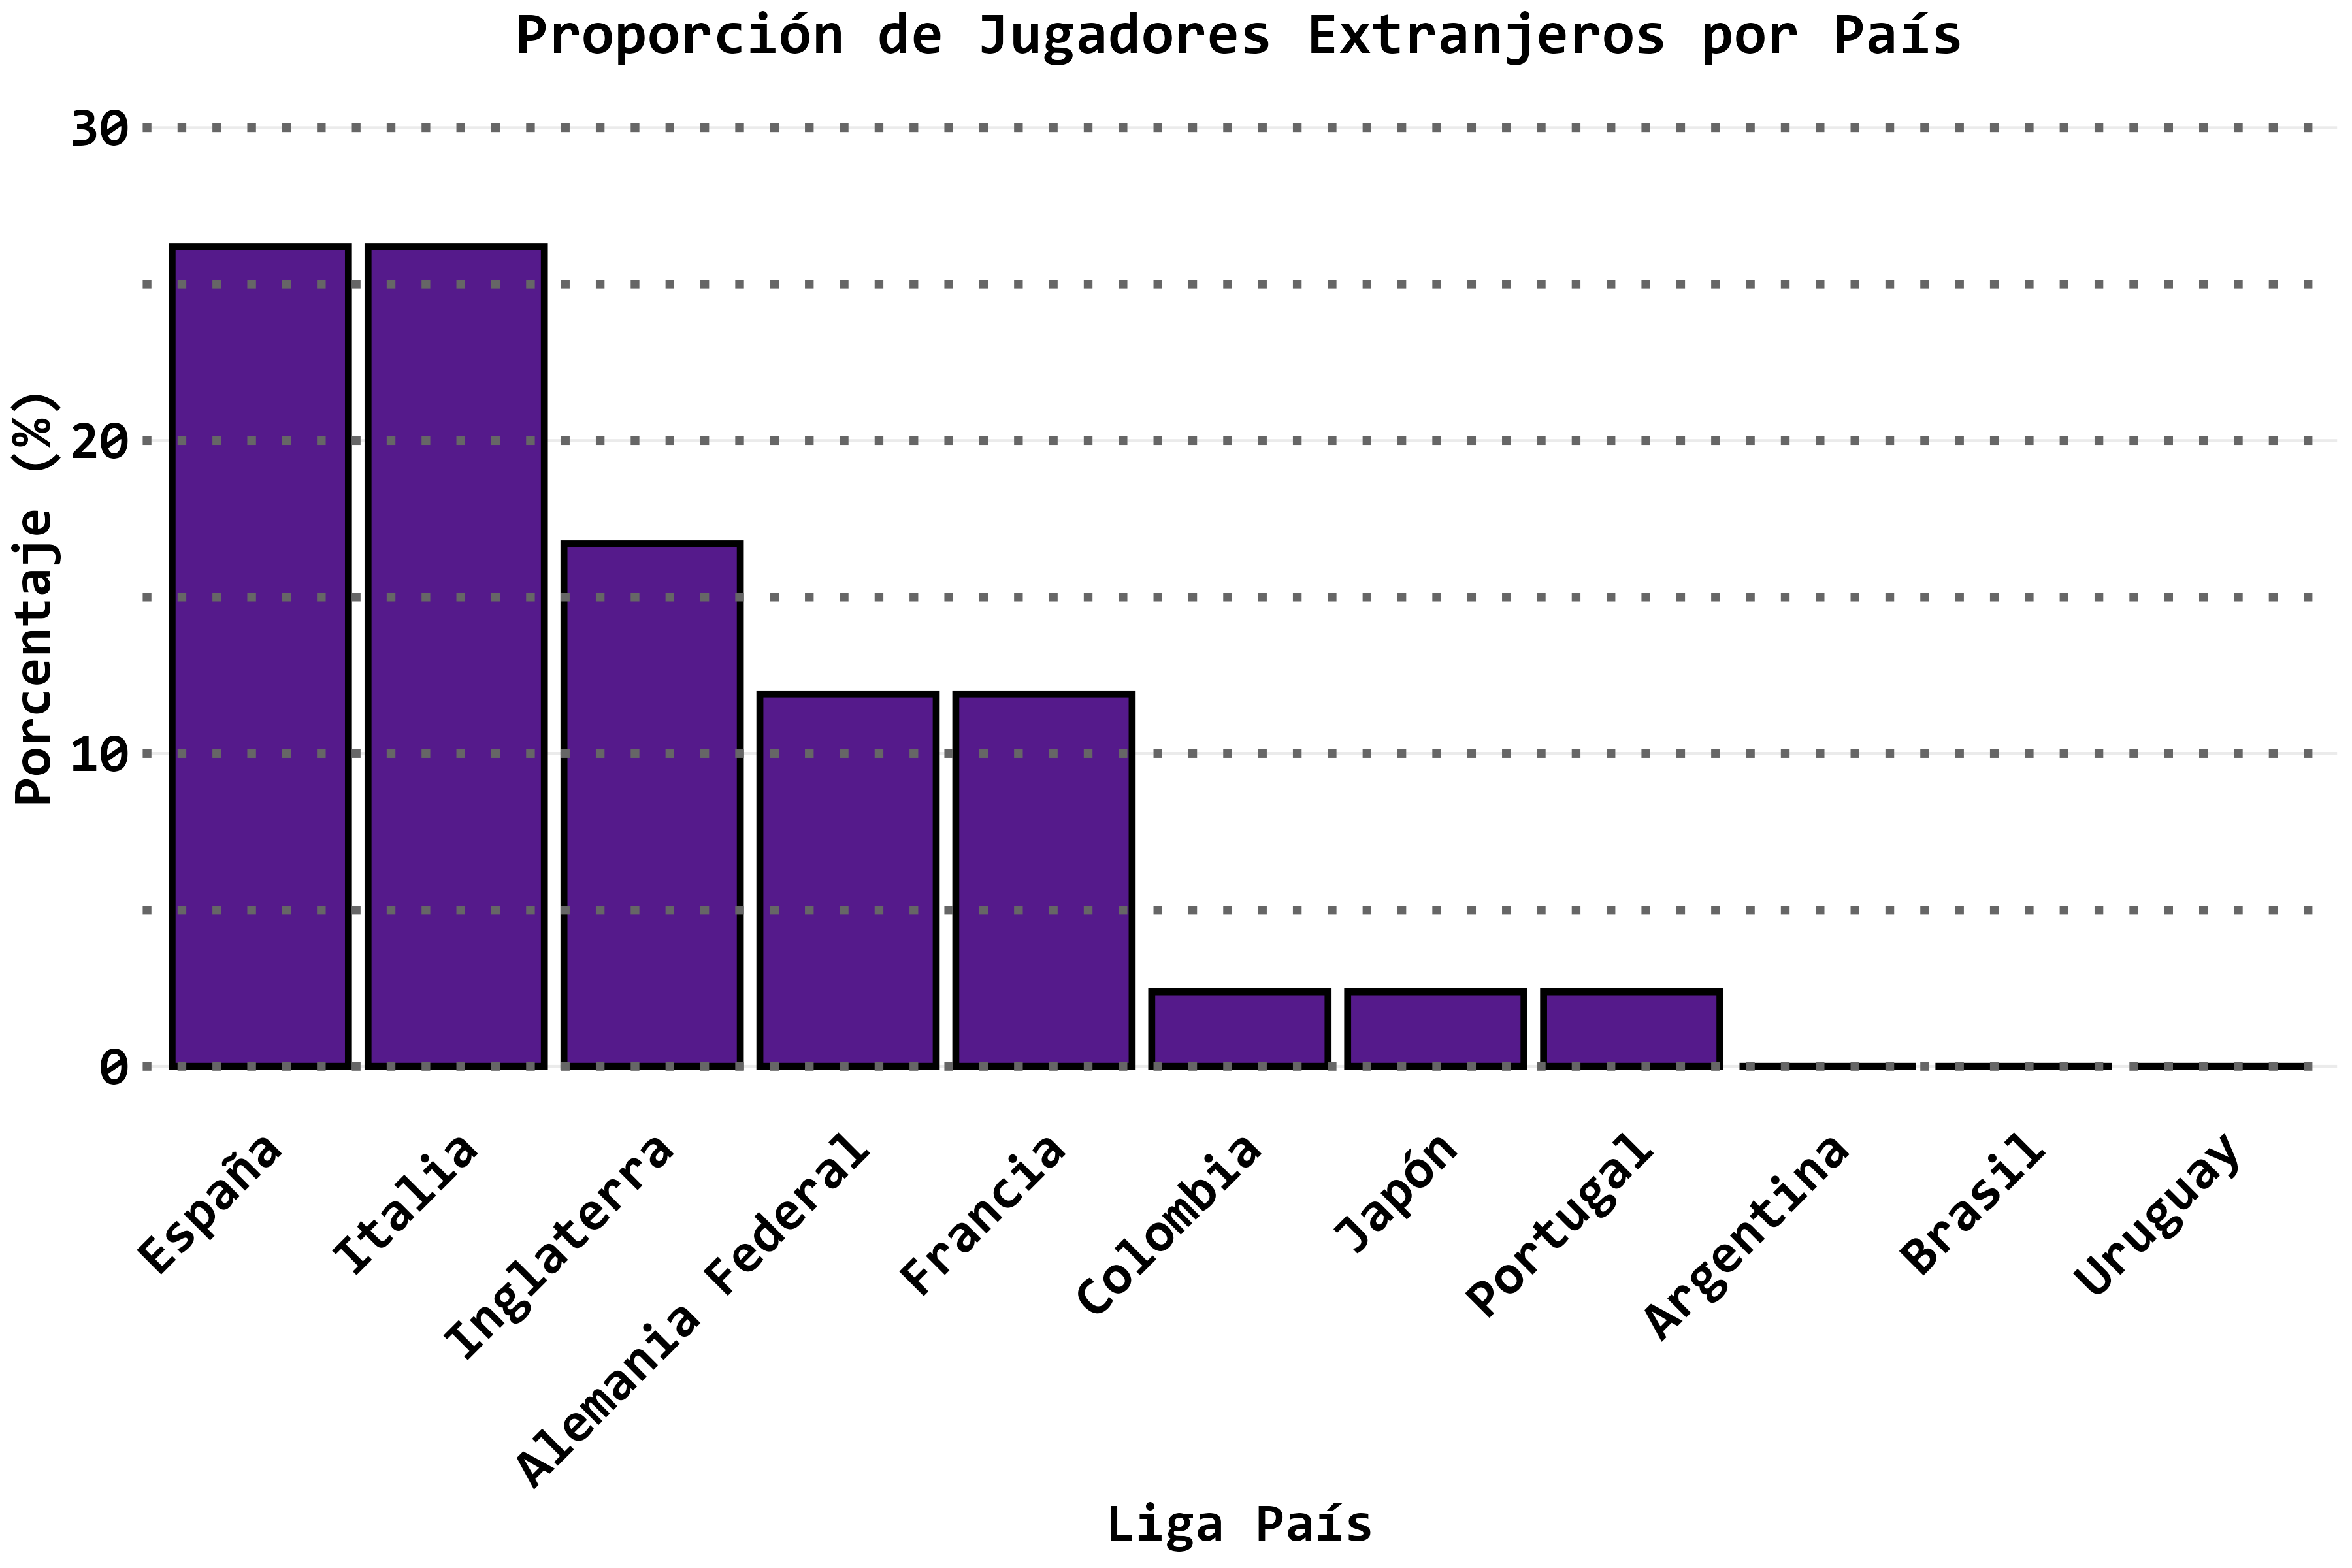 Proporción de Jugadores Extranjeros por País
Porcentaje (%)
30
20
10
0
España
Italia
Inglaterra
Alemania Federal
Francia
Colombia
Japón
Portugal
Argentina
Brasil
Uruguay
Liga País